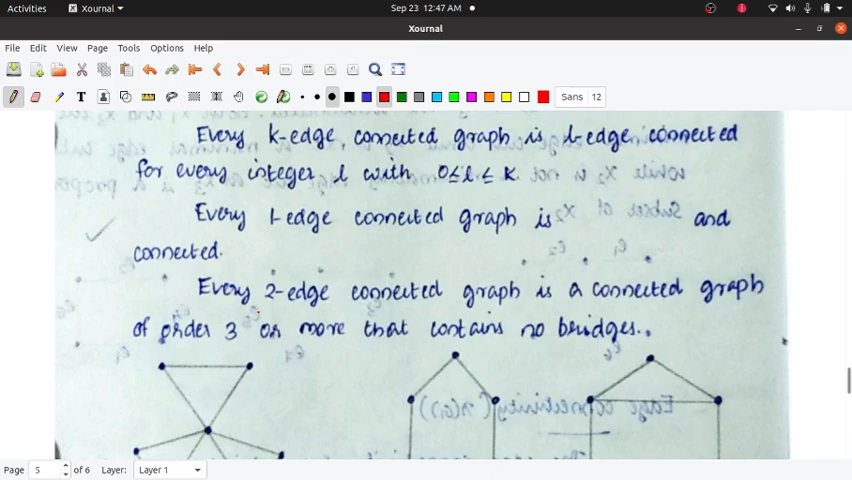 Activities Xournal Sep 23 12:47 AM
Xournal
File Edit View Page Tools Options Help
Sans 12
Every k-edge connected graph is l-edge connected
for every integer l with 0≤l ≤ K.
Every 1-edge connected graph is and
connected.
Every 2-edge connected graph is a connected graph
of order 3 or more that contains no bridges..
Page 5 of 6 Layer: Layer 1